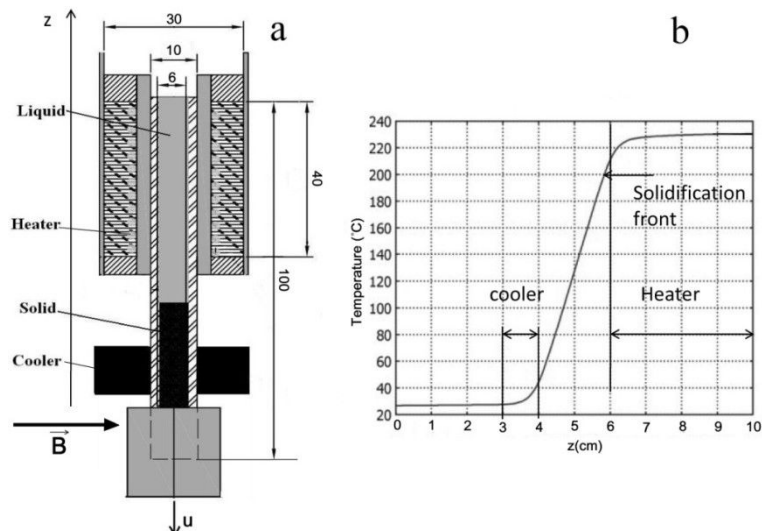 z
a
30
10
6
Liquid
40
Heater
100
Solid
Cooler
B
u
b
240
220
200
180
160
140
120
100
80
60
40
20
Temperature (˚C)
Solidification
front
cooler
Heater
0 1 2 3 4 5 6 7 8 9 10
z(cm)